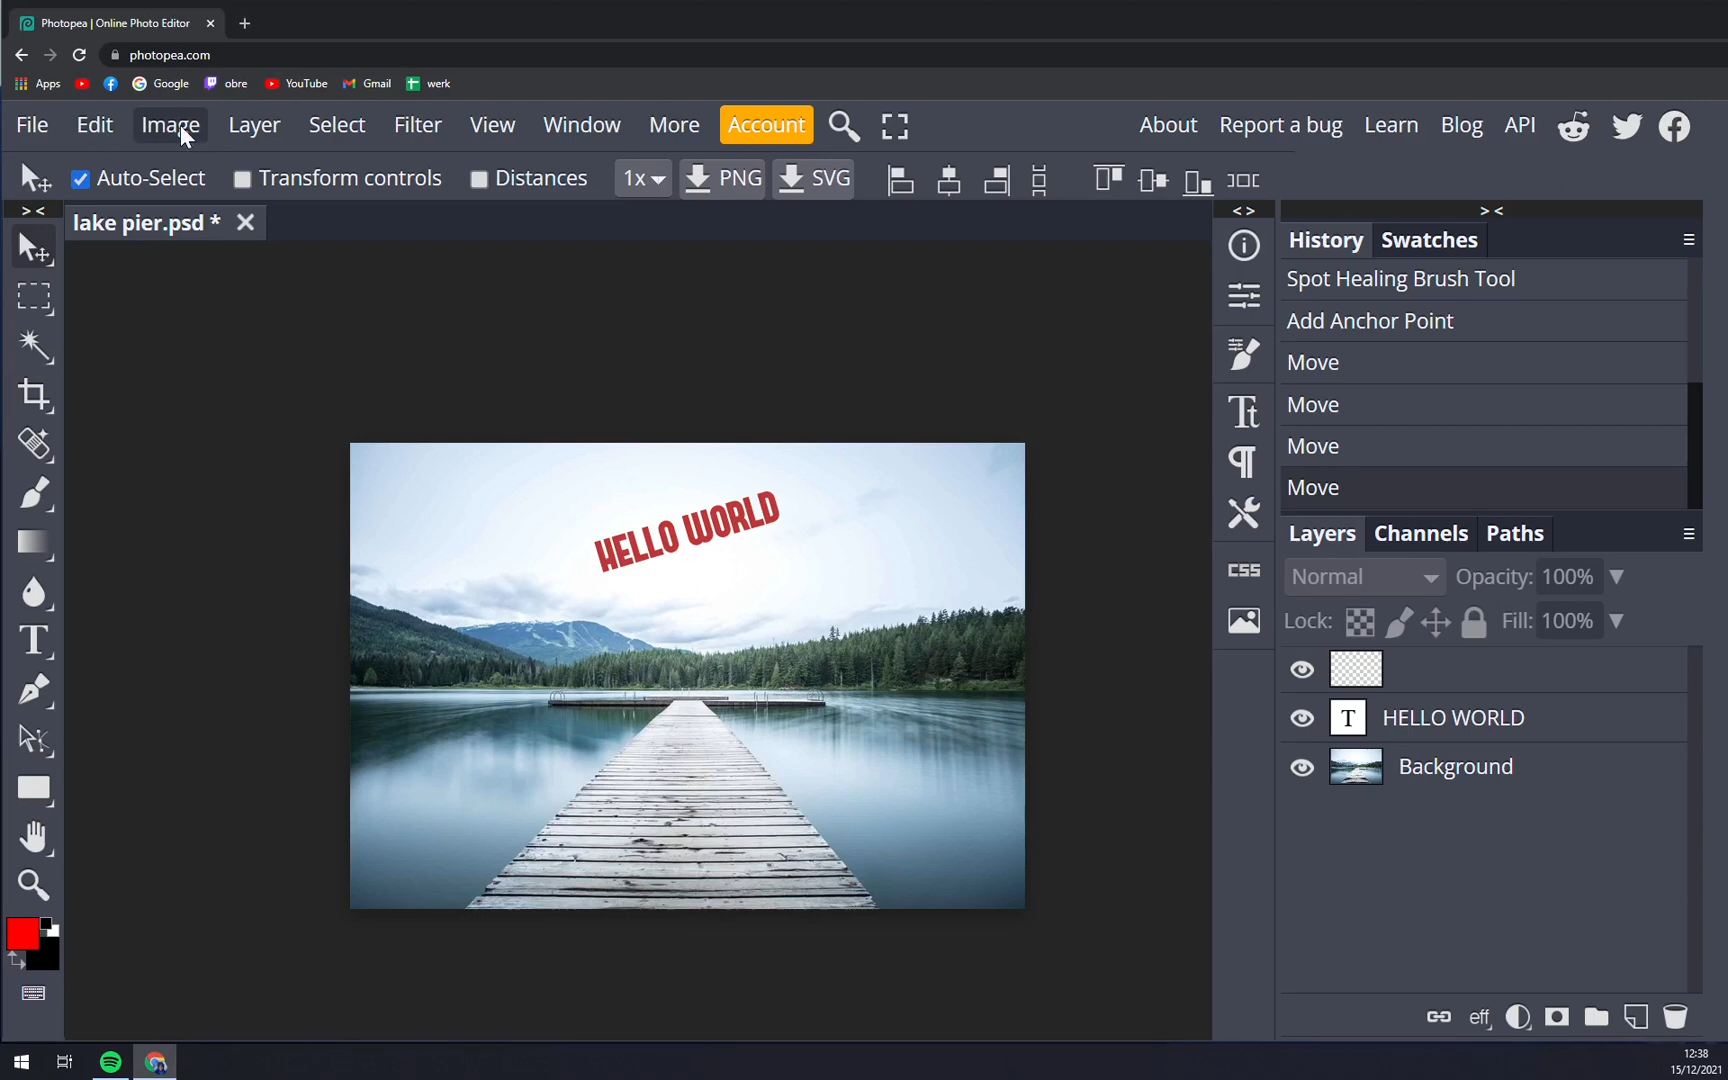 Photopea | Online Photo Editor
photopea.com
Apps Google obre YouTube Gmail werk
File Edit Image Layer Select Filter View Window More Account About Report a bug Learn Blog API
Auto-Select Transform controls Distances 1x PNG SVG
lake pier.psd *
History Swatches
Spot Healing Brush Tool
Add Anchor Point
Move
Move
Move
Move
HELLO WORLD
Layers Channels Paths
Normal Opacity: 100%
Lock: Fill: 100%
CSS
T HELLO WORLD
Background
eff
12:38
15/12/2021